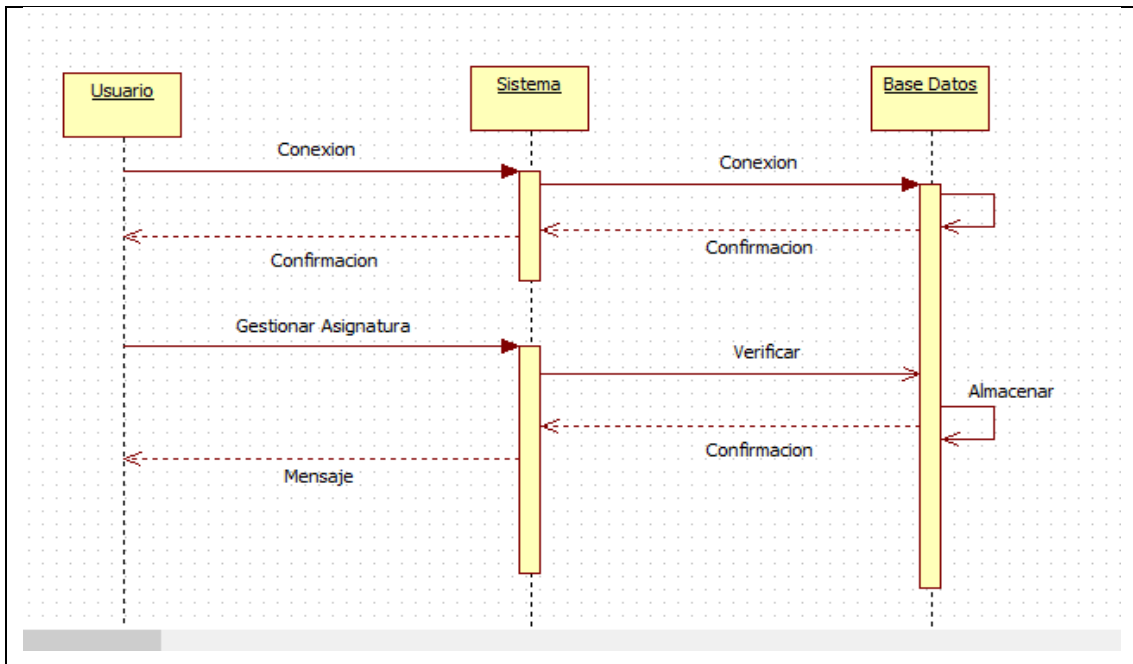 Usuario
Sistema
Base Datos
Conexion
Conexion
Confirmacion
Confirmacion
Gestionar Asignatura
Verificar
Almacenar
Confirmacion
Mensaje